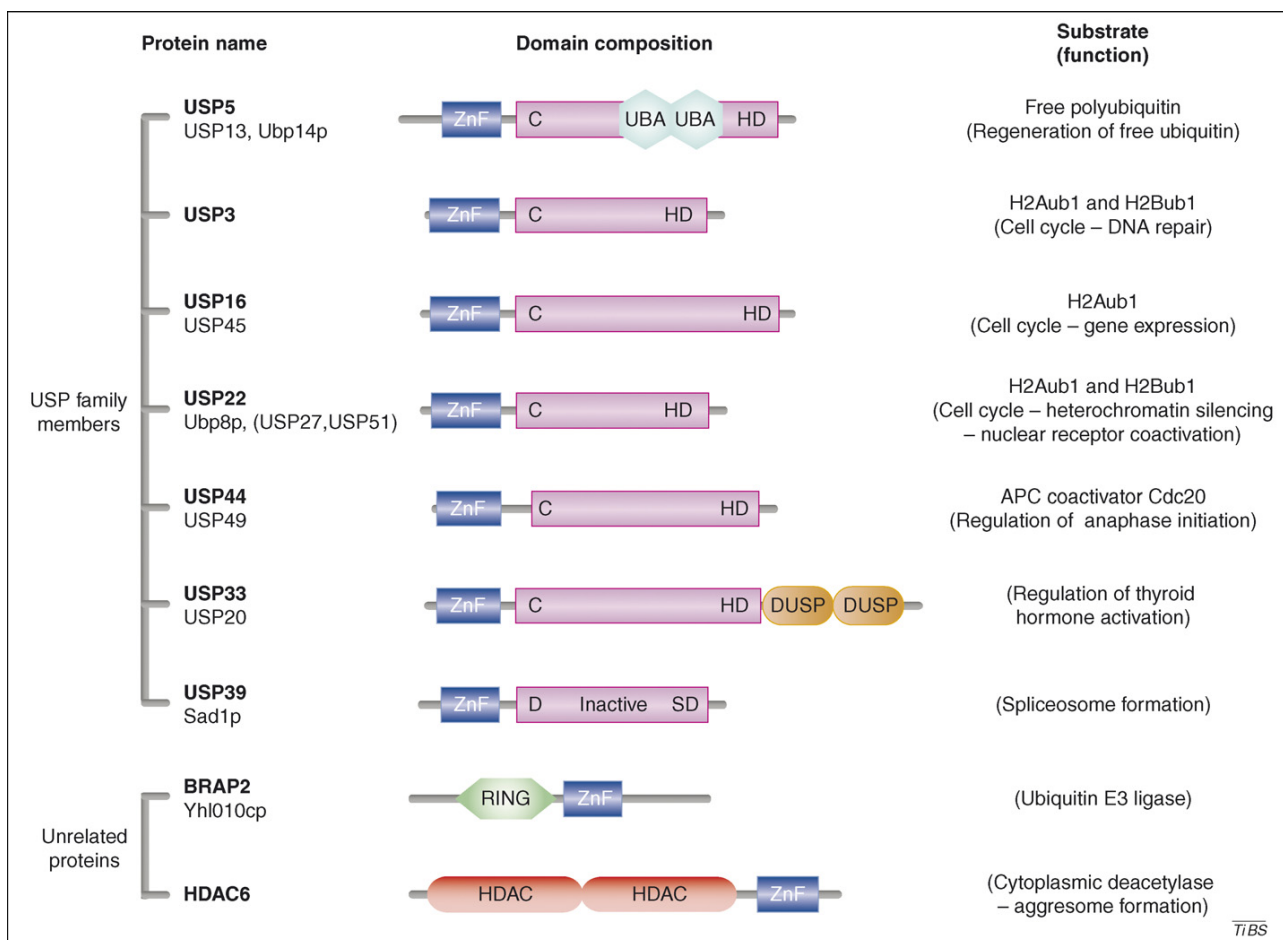 Protein name
Domain composition
Substrate
(function)
USP family
members
USP5
USP13, Ubp14p
ZnF
C
UBA
UBA
HD
Free polyubiquitin
(Regeneration of free ubiquitin)
USP3
ZnF
C
HD
H2Aub1 and H2Bub1
(Cell cycle – DNA repair)
USP16
USP45
ZnF
C
HD
H2Aub1
(Cell cycle – gene expression)
USP22
Ubp8p, (USP27,USP51)
ZnF
C
HD
H2Aub1 and H2Bub1
(Cell cycle – heterochromatin silencing
– nuclear receptor coactivation)
USP44
USP49
ZnF
C
HD
APC coactivator Cdc20
(Regulation of anaphase initiation)
USP33
USP20
ZnF
C
HD
DUSP
DUSP
(Regulation of thyroid
hormone activation)
USP39
Sad1p
ZnF
D
Inactive
SD
(Spliceosome formation)
Unrelated
proteins
BRAP2
Yhl010cp
RING
ZnF
(Ubiquitin E3 ligase)
HDAC6
HDAC
HDAC
ZnF
(Cytoplasmic deacetylase
– aggresome formation)
TiBS